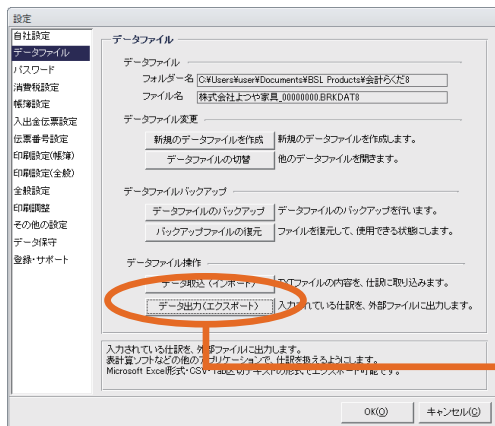 設定
自社設定
データファイル
パスワード
消費税設定
帳簿設定
入出金伝票設定
伝票番号設定
印刷設定(帳簿)
印刷設定(全般)
全般設定
印刷調整
その他の設定
データ保守
登録・サポート
データファイル
データファイル
フォルダー名 C:¥Users¥user¥Documents¥BSL Products¥会計らくだ8
ファイル名 株式会社よつや家具_00000000.BRKDAT8
データファイル変更
新規のデータファイルを作成 新規のデータファイルを作成します。
データファイルの切替 他のデータファイルを開きます。
データファイルバックアップ
データファイルのバックアップ データファイルのバックアップを行います。
バックアップファイルの復元 ファイルを復元して、使用できる状態にします。
データファイル操作
データ取込(インポート) TXTファイルの内容を、仕訳に取り込みます。
データ出力(エクスポート) 入力されている仕訳を、外部ファイルに出力します。
入力されている仕訳を、外部ファイルに出力します。
表計算ソフトなどの他のアプリケーションで、仕訳を扱えるようにします。
Microsoft Excel形式・CSV・Tab区切テキストの形式でエクスポート可能です。
OK(O) キャンセル(C)